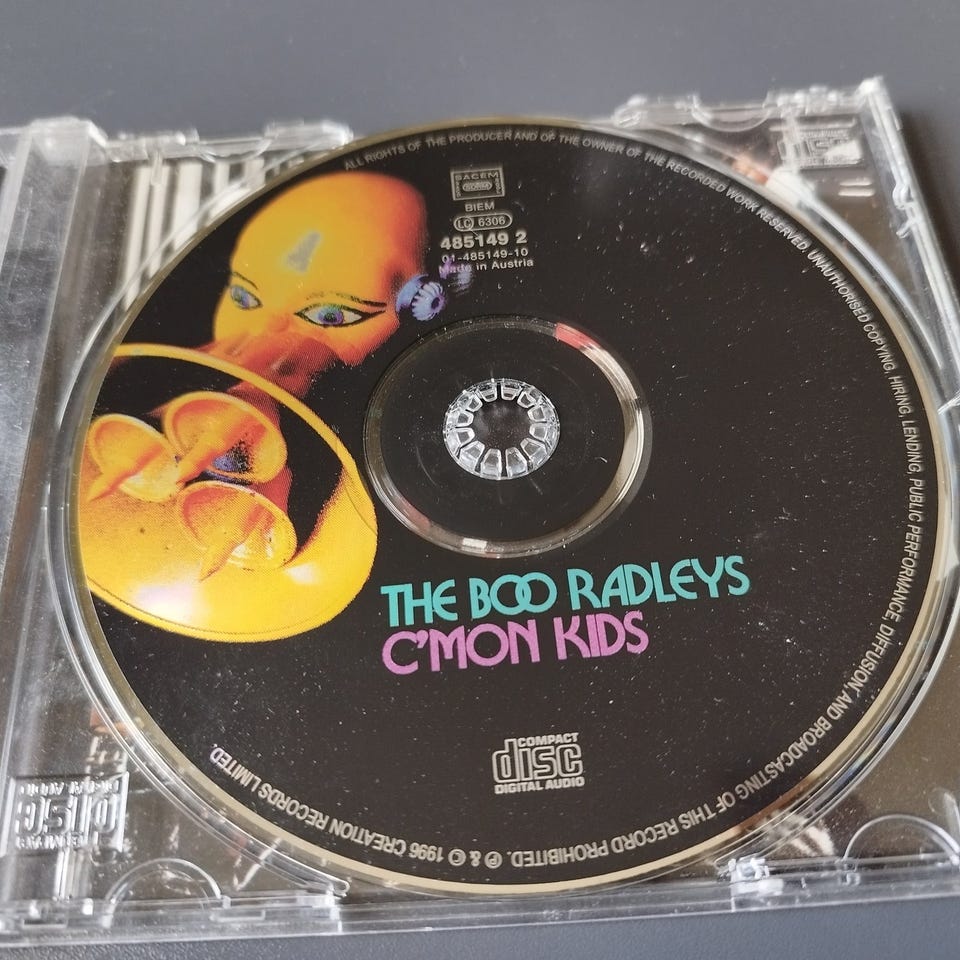 ALL RIGHTS OF THE PRODUCER AND OF THE OWNER OF THE RECORDED WORK RESERVED. UNAUTHORISED COPYING, HIRING, LENDING, PUBLIC PERFORMANCE, DIFFUSION, AND BROADCASTING OF THIS RECORD PROHIBITED. ℗ & © 1996 CREATION RECORDS LIMITED.
SACEM
SDRM
BIEM
LC 6306
485149 2
01-485149-10
Made in Austria
THE BOO RADLEYS
C'MON KIDS
COMPACT
disc
DIGITAL AUDIO
disc